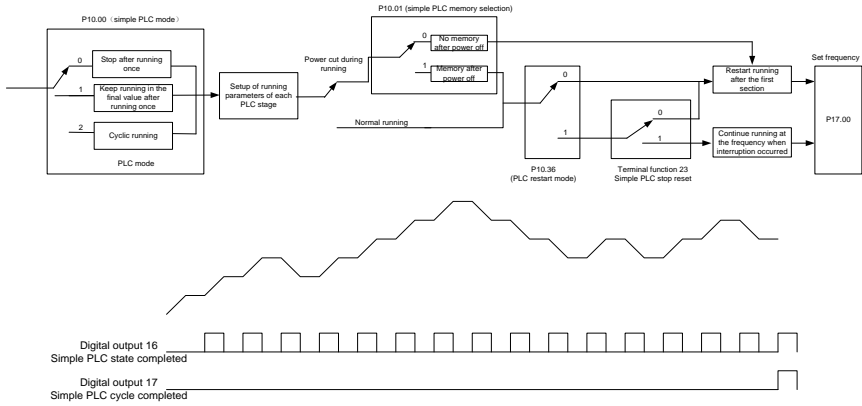 P10.00（simple PLC mode）
0
Stop after running
once
1
Keep running in the
final value after
running once
2
Cyclic running
PLC mode
Setup of running
parameters of each
PLC stage
Power cut during
running
P10.01 (simple PLC memory selection)
0
No memory
after power off
1
Memory after
power off
Normal running
0
1
P10.36
(PLC restart mode)
0
1
Terminal function 23
Simple PLC stop reset
Restart running
after the first
section
Continue running at
the frequency when
interruption occurred
Set frequency
P17.00
Digital output 16
Simple PLC state completed
Digital output 17
Simple PLC cycle completed